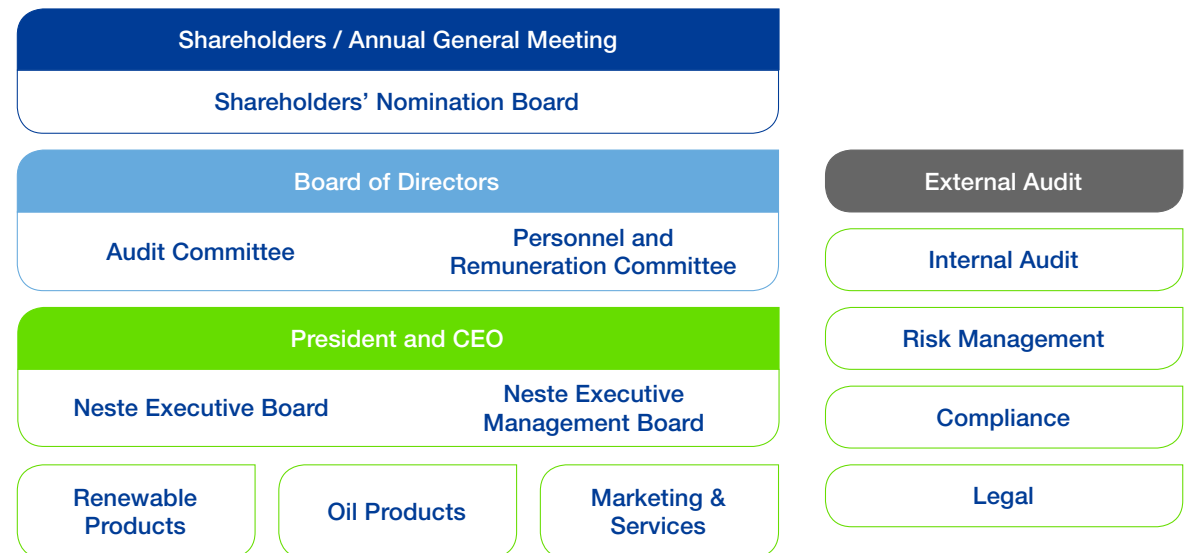 Shareholders / Annual General Meeting
Shareholders’ Nomination Board
Board of Directors
Audit Committee
Personnel and
Remuneration Committee
President and CEO
Neste Executive Board
Neste Executive
Management Board
Renewable
Products
Oil Products
Marketing &
Services
External Audit
Internal Audit
Risk Management
Compliance
Legal